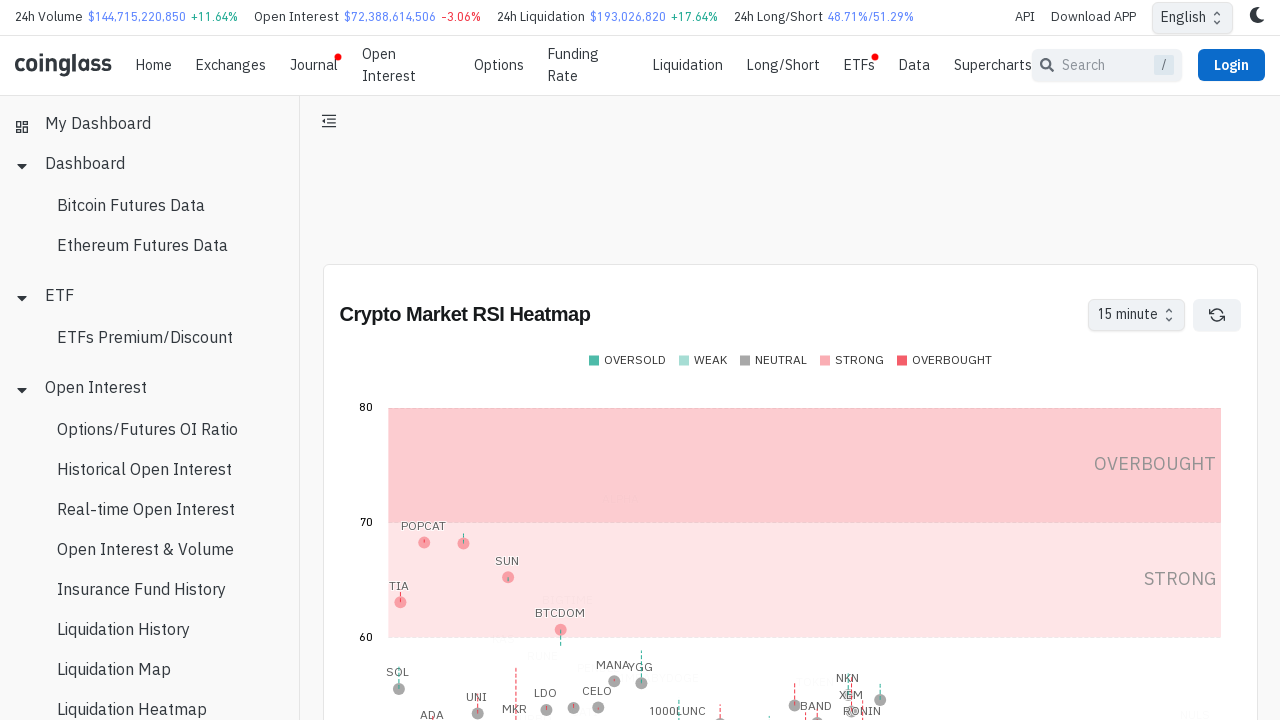 24h Volume $144,715,220,850 +11.64% Open Interest $72,388,614,506 -3.06% 24h Liquidation $193,026,820 +17.64% 24h Long/Short 48.71%/51.29% API Download APP English
coinglass Home Exchanges Journal Open Interest Options Funding Rate Liquidation Long/Short ETFs Data Supercharts Search / Login
My Dashboard
Dashboard
Bitcoin Futures Data
Ethereum Futures Data
ETF
ETFs Premium/Discount
Open Interest
Options/Futures OI Ratio
Historical Open Interest
Real-time Open Interest
Open Interest & Volume
Insurance Fund History
Liquidation History
Liquidation Map
Liquidation Heatmap
Crypto Market RSI Heatmap 15 minute
OVERSOLD WEAK NEUTRAL STRONG OVERBOUGHT
80
OVERBOUGHT
70
POPCAT
SUN
STRONG
TIA
BTCDOM
60
MANA YGG
SOL NKN
UNI LDO CELO XEM
MKR 1000LUNC BAND RONIN
ADA